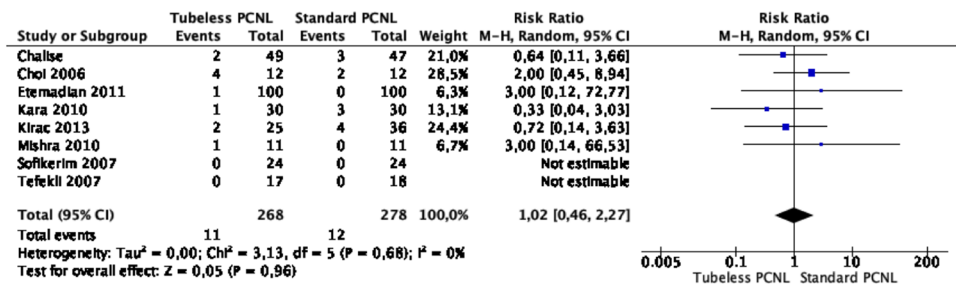 Tubeless PCNL Standard PCNL Risk Ratio Risk Ratio
Study or Subgroup Events Total Events Total Weight M-H, Random, 95% CI M-H, Random, 95% CI
Chalise 2 49 3 47 21,0% 0,64 [0,11, 3,66]
Choi 2006 4 12 2 12 28,5% 2,00 [0,45, 8,94]
Etemadian 2011 1 100 0 100 6,3% 3,00 [0,12, 72,77]
Kara 2010 1 30 3 30 13,1% 0,33 [0,04, 3,03]
Kirac 2013 2 25 4 36 24,4% 0,72 [0,14, 3,63]
Mishra 2010 1 11 0 11 6,7% 3,00 [0,14, 66,53]
Sofikerim 2007 0 24 0 24 Not estimable
Tefekli 2007 0 17 0 18 Not estimable
Total (95% CI) 268 278 100,0% 1,02 [0,46, 2,27]
Total events 11 12
Heterogeneity: Tau² = 0,00; Chi² = 3,13, df = 5 (P = 0,68); I² = 0%
Test for overall effect: Z = 0,05 (P = 0,96)
0.005 0.1 1 10 200
Tubeless PCNL Standard PCNL